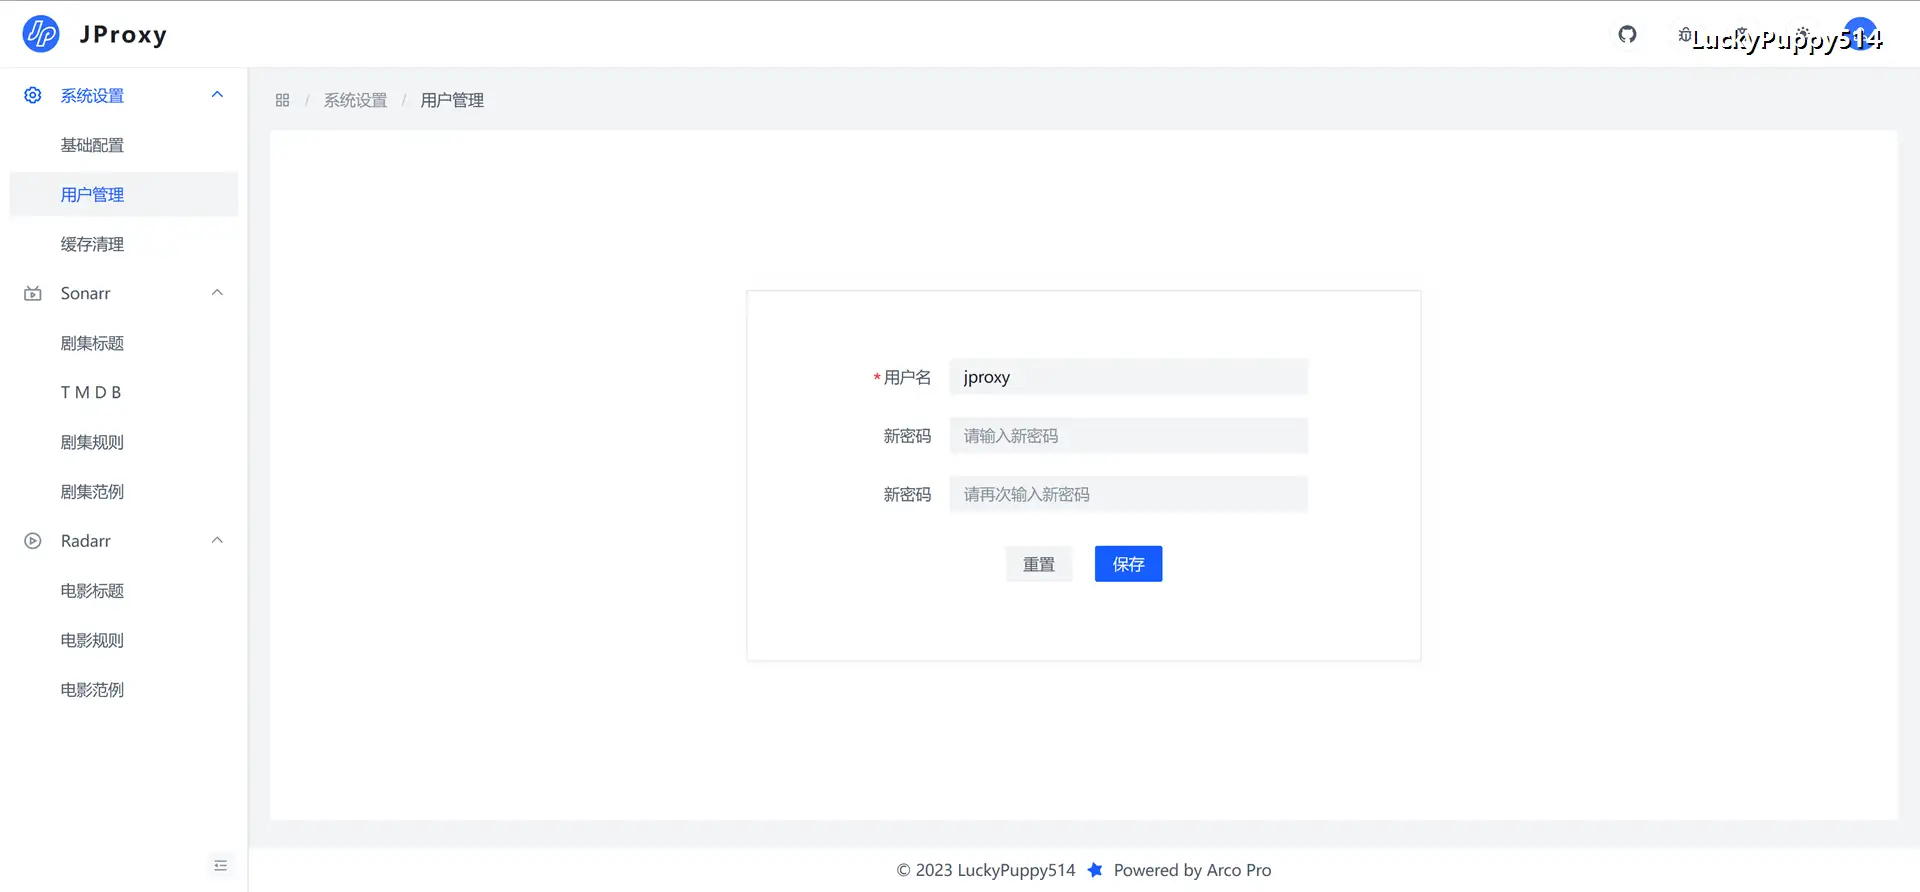 JProxy
LuckyPuppy514
系统设置
基础配置
用户管理
缓存清理
Sonarr
剧集标题
T M D B
剧集规则
剧集范例
Radarr
电影标题
电影规则
电影范例
/ 系统设置 / 用户管理
* 用户名 jproxy
新密码 请输入新密码
新密码 请再次输入新密码
重置 保存
© 2023 LuckyPuppy514 Powered by Arco Pro